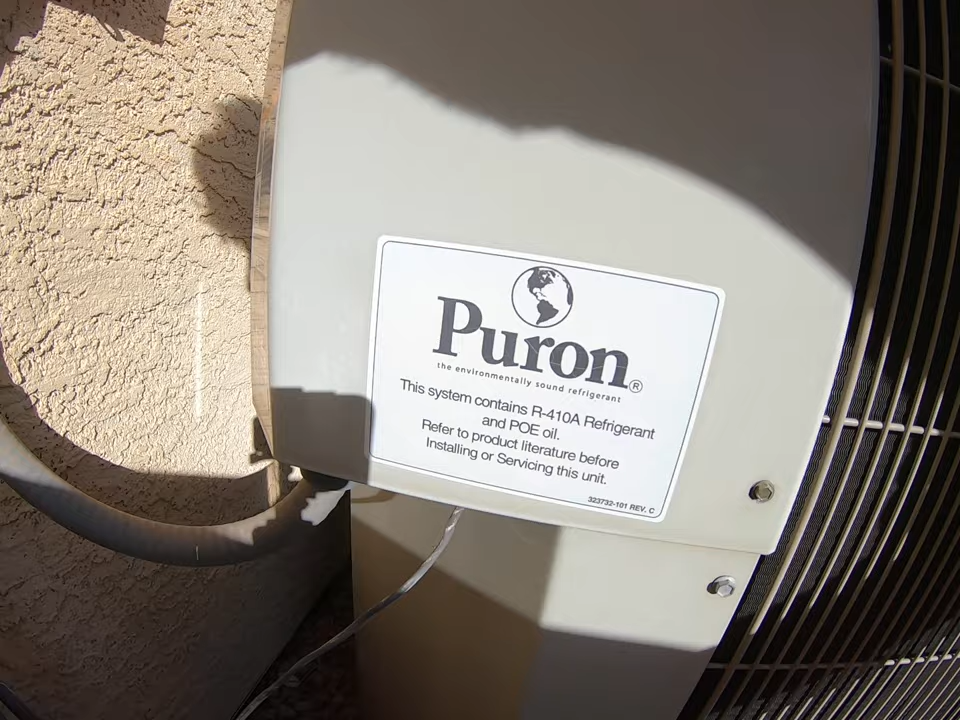 Puron®
the environmentally sound refrigerant
This system contains R-410A Refrigerant
and POE oil.
Refer to product literature before
Installing or Servicing this unit.
323732-101 REV. C